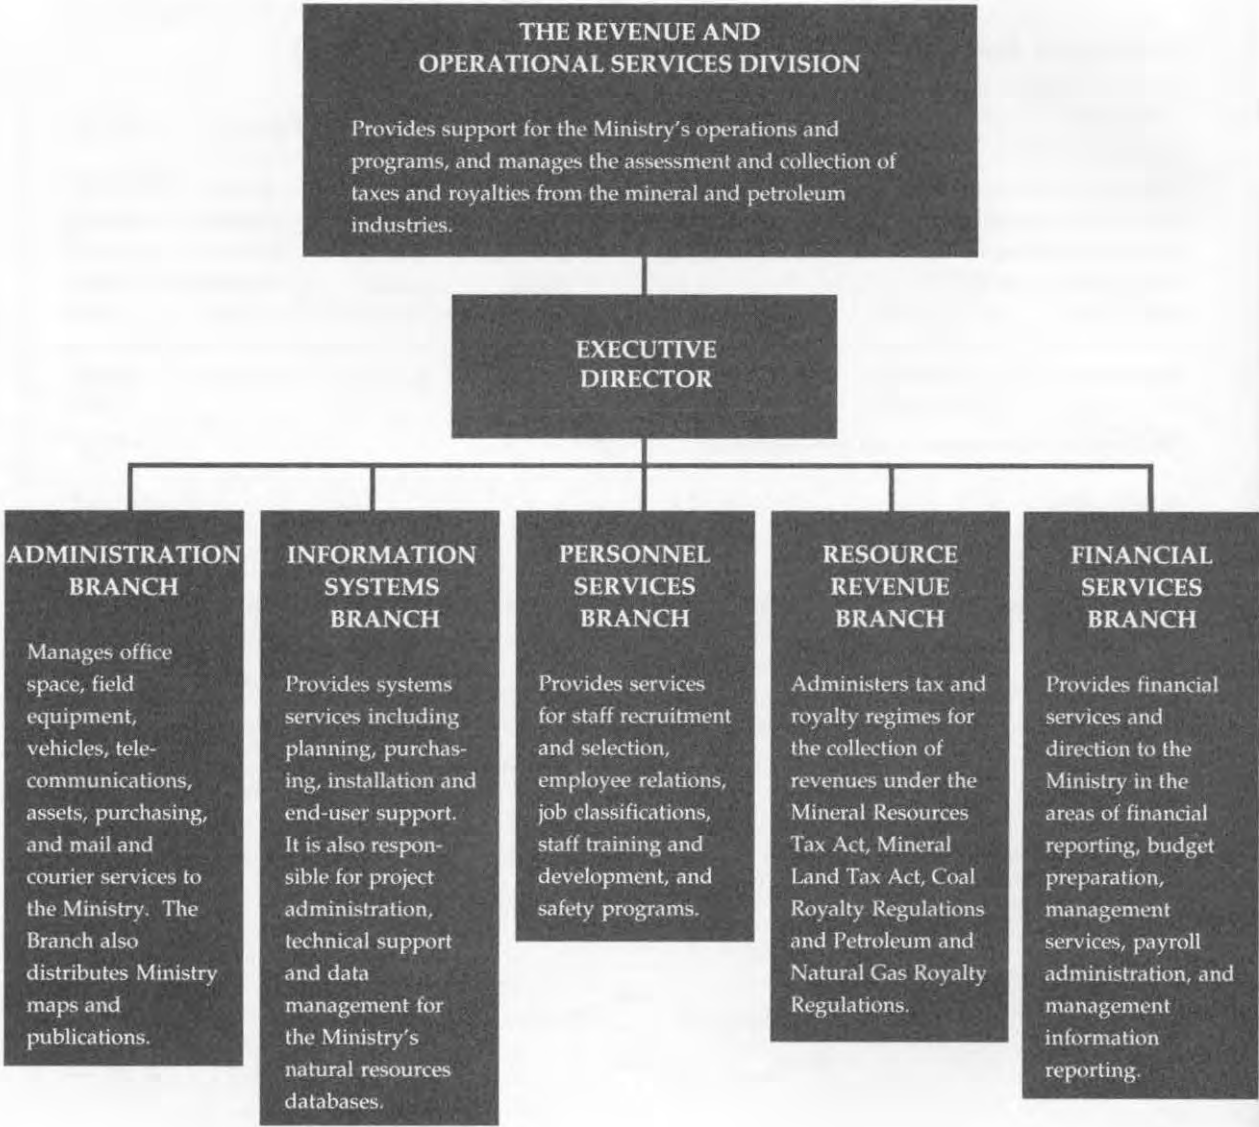 THE REVENUE AND
OPERATIONAL SERVICES DIVISION
Provides support for the Ministry's operations and
programs, and manages the assessment and collection of
taxes and royalties from the mineral and petroleum
industries.
EXECUTIVE
DIRECTOR
ADMINISTRATION
BRANCH
Manages office
space, field
equipment,
vehicles, tele-
communications,
assets, purchasing,
and mail and
courier services to
the Ministry. The
Branch also
distributes Ministry
maps and
publications.
INFORMATION
SYSTEMS
BRANCH
Provides systems
services including
planning, purchas-
ing, installation and
end-user support.
It is also respon-
sible for project
administration,
technical support
and data
management for
the Ministry's
natural resources
databases.
PERSONNEL
SERVICES
BRANCH
Provides services
for staff recruitment
and selection,
employee relations,
job classifications,
staff training and
development, and
safety programs.
RESOURCE
REVENUE
BRANCH
Administers tax and
royalty regimes for
the collection of
revenues under the
Mineral Resources
Tax Act, Mineral
Land Tax Act, Coal
Royalty Regulations
and Petroleum and
Natural Gas Royalty
Regulations.
FINANCIAL
SERVICES
BRANCH
Provides financial
services and
direction to the
Ministry in the
areas of financial
reporting, budget
preparation,
management
services, payroll
administration, and
management
information
reporting.